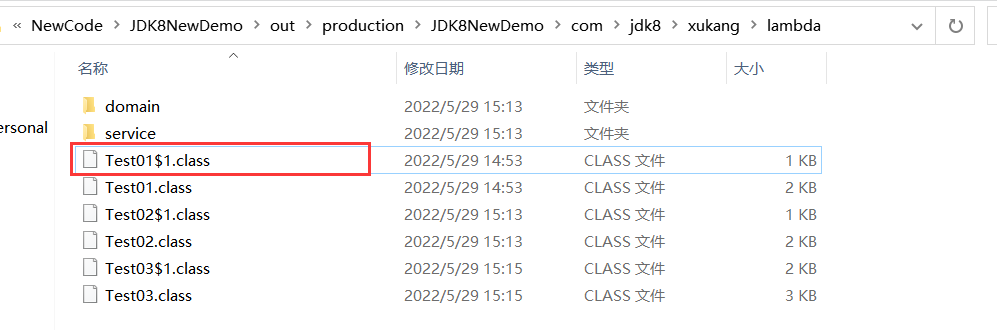 « NewCode > JDK8NewDemo > out > production > JDK8NewDemo > com > jdk8 > xukang > lambda
名称 修改日期 类型 大小
domain 2022/5/29 15:13 文件夹
ersonal
service 2022/5/29 15:13 文件夹
Test01$1.class 2022/5/29 14:53 CLASS 文件 1 KB
Test01.class 2022/5/29 14:53 CLASS 文件 2 KB
Test02$1.class 2022/5/29 15:13 CLASS 文件 1 KB
Test02.class 2022/5/29 15:13 CLASS 文件 2 KB
Test03$1.class 2022/5/29 15:15 CLASS 文件 2 KB
Test03.class 2022/5/29 15:15 CLASS 文件 3 KB